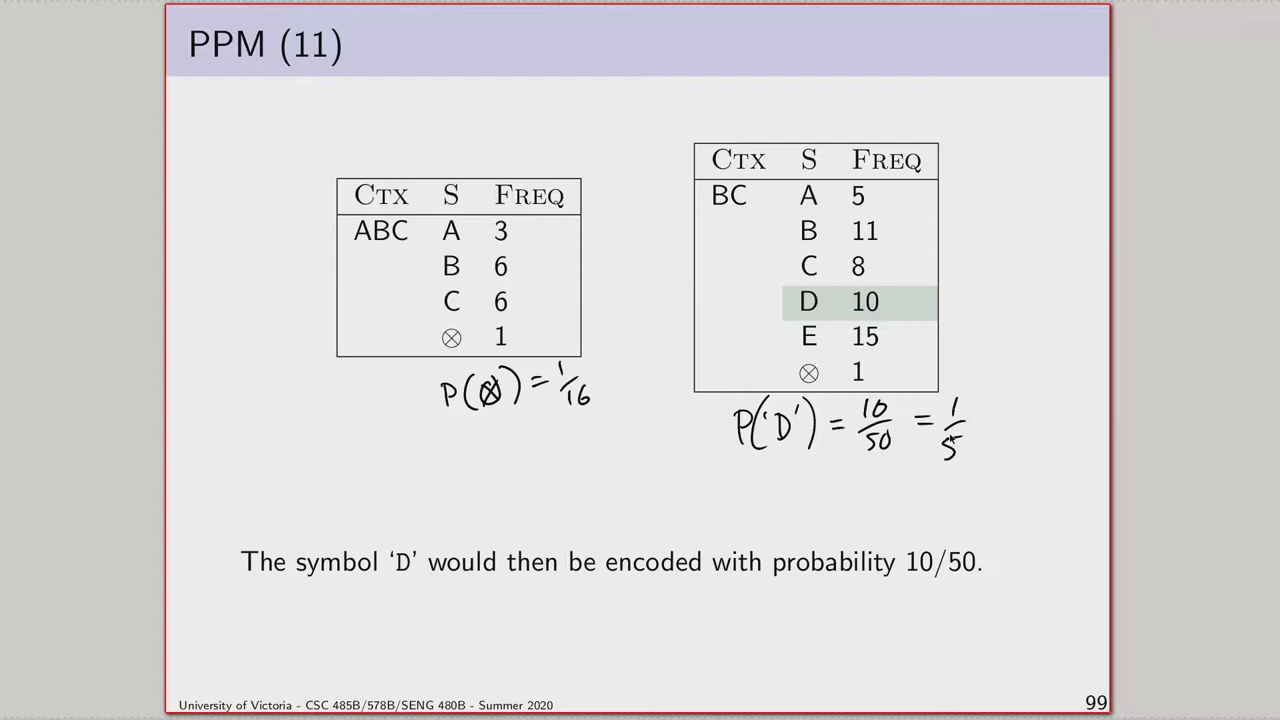 PPM (11)
CTX S FREQ
ABC A 3
B 6
C 6
⊗ 1
P(⊗) = 1/16
CTX S FREQ
BC A 5
B 11
C 8
D 10
E 15
⊗ 1
P('D') = 10/50 = 1/5
The symbol ‘D’ would then be encoded with probability 10/50.
University of Victoria - CSC 485B/578B/SENG 480B - Summer 2020
99